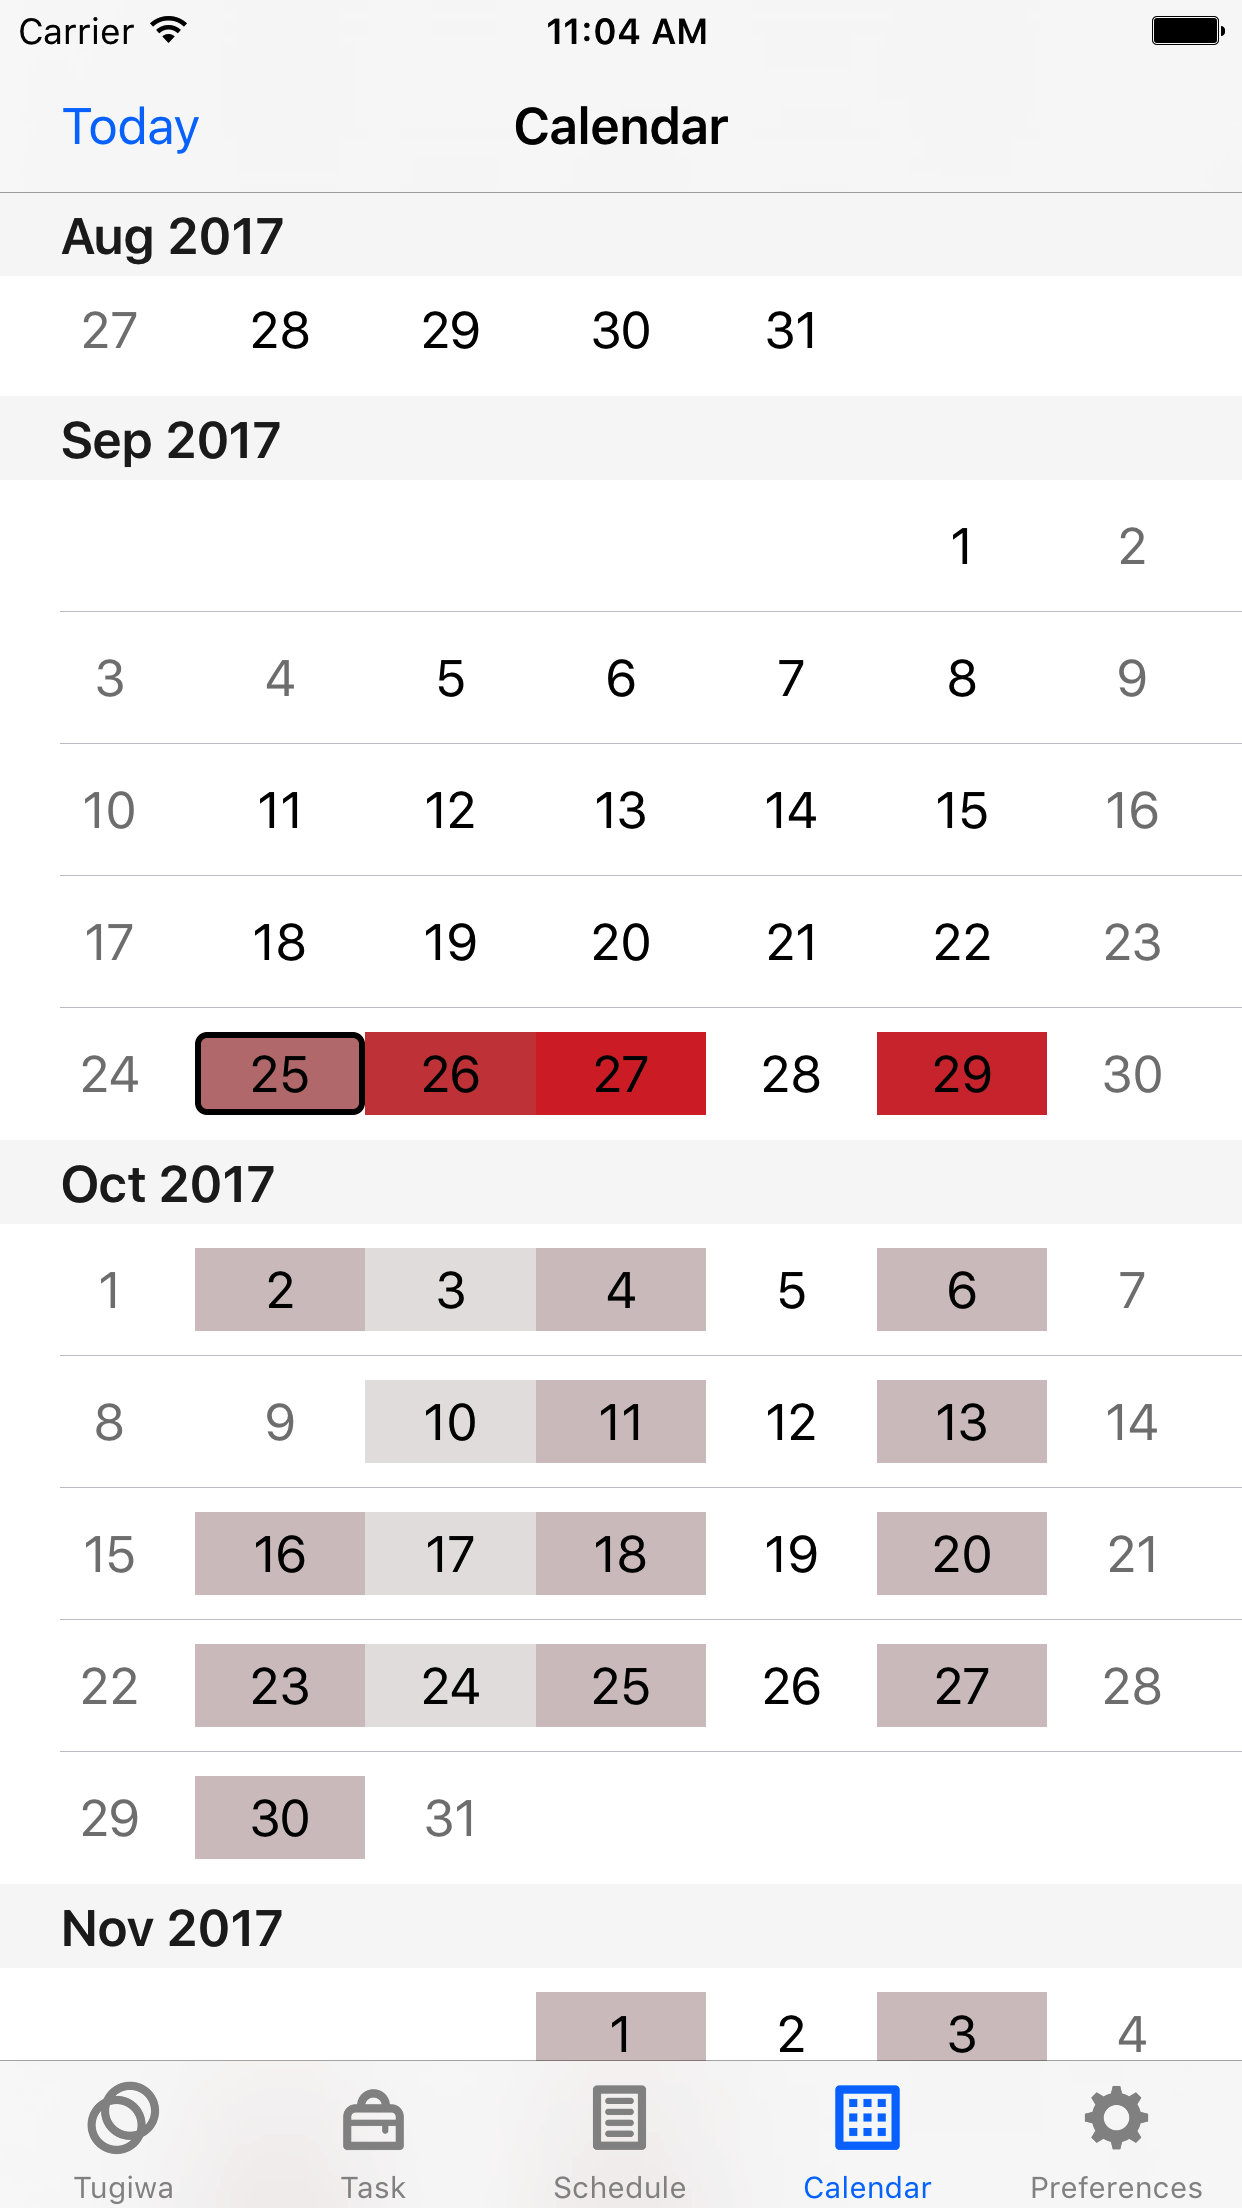 Carrier 11:04 AM
Today Calendar
Aug 2017
27 28 29 30 31
Sep 2017
1 2
3 4 5 6 7 8 9
10 11 12 13 14 15 16
17 18 19 20 21 22 23
24 25 26 27 28 29 30
Oct 2017
1 2 3 4 5 6 7
8 9 10 11 12 13 14
15 16 17 18 19 20 21
22 23 24 25 26 27 28
29 30 31
Nov 2017
1 2 3 4
Tugiwa Task Schedule Calendar Preferences